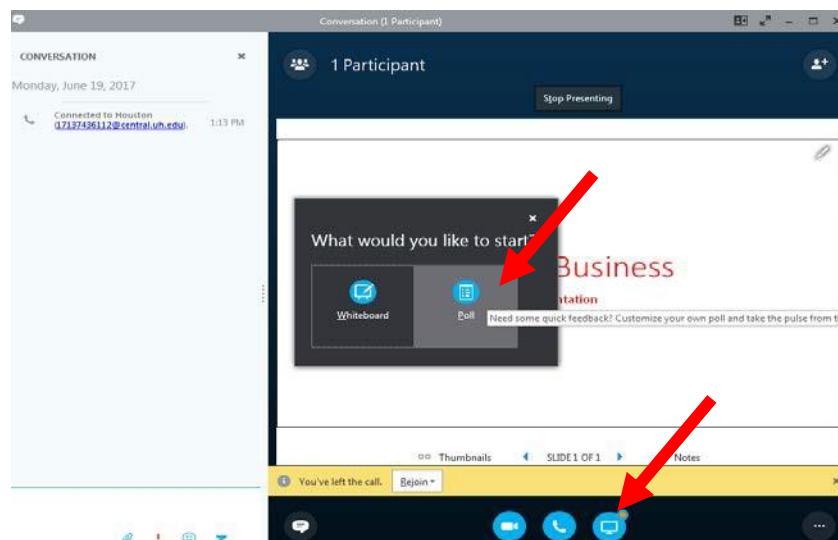 Conversation (1 Participant)
CONVERSATION
Monday, June 19, 2017
Connected to Houston
(17137436112@central.uh.edu).
1:13 PM
1 Participant
Stop Presenting
What would you like to start?
Whiteboard
Poll
Business
ntation
Need some quick feedback? Customize your own poll and take the pulse from t
Thumbnails
SLIDE 1 OF 1
Notes
You've left the call.
Rejoin